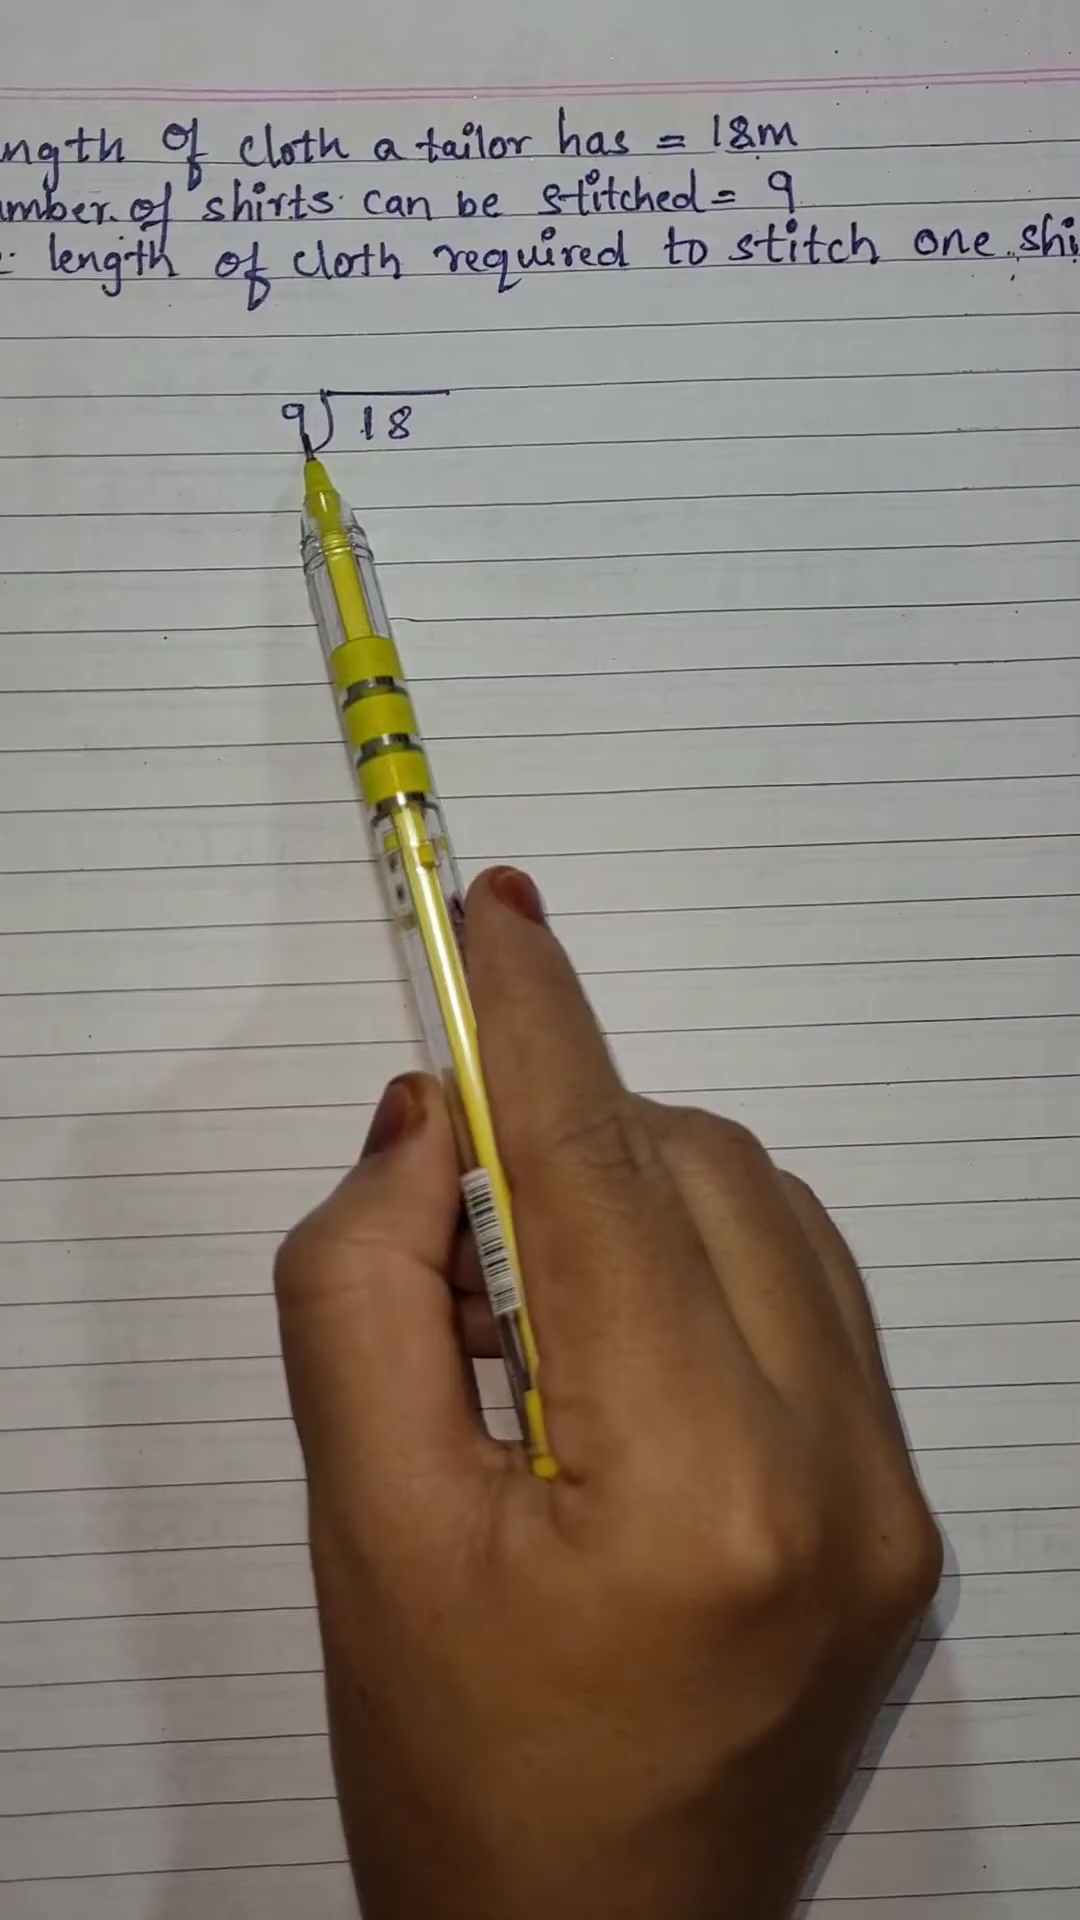 ngth of cloth a tailor has = 18m
mber of shirts can be stitched = 9
length of cloth required to stitch one shi
9)18